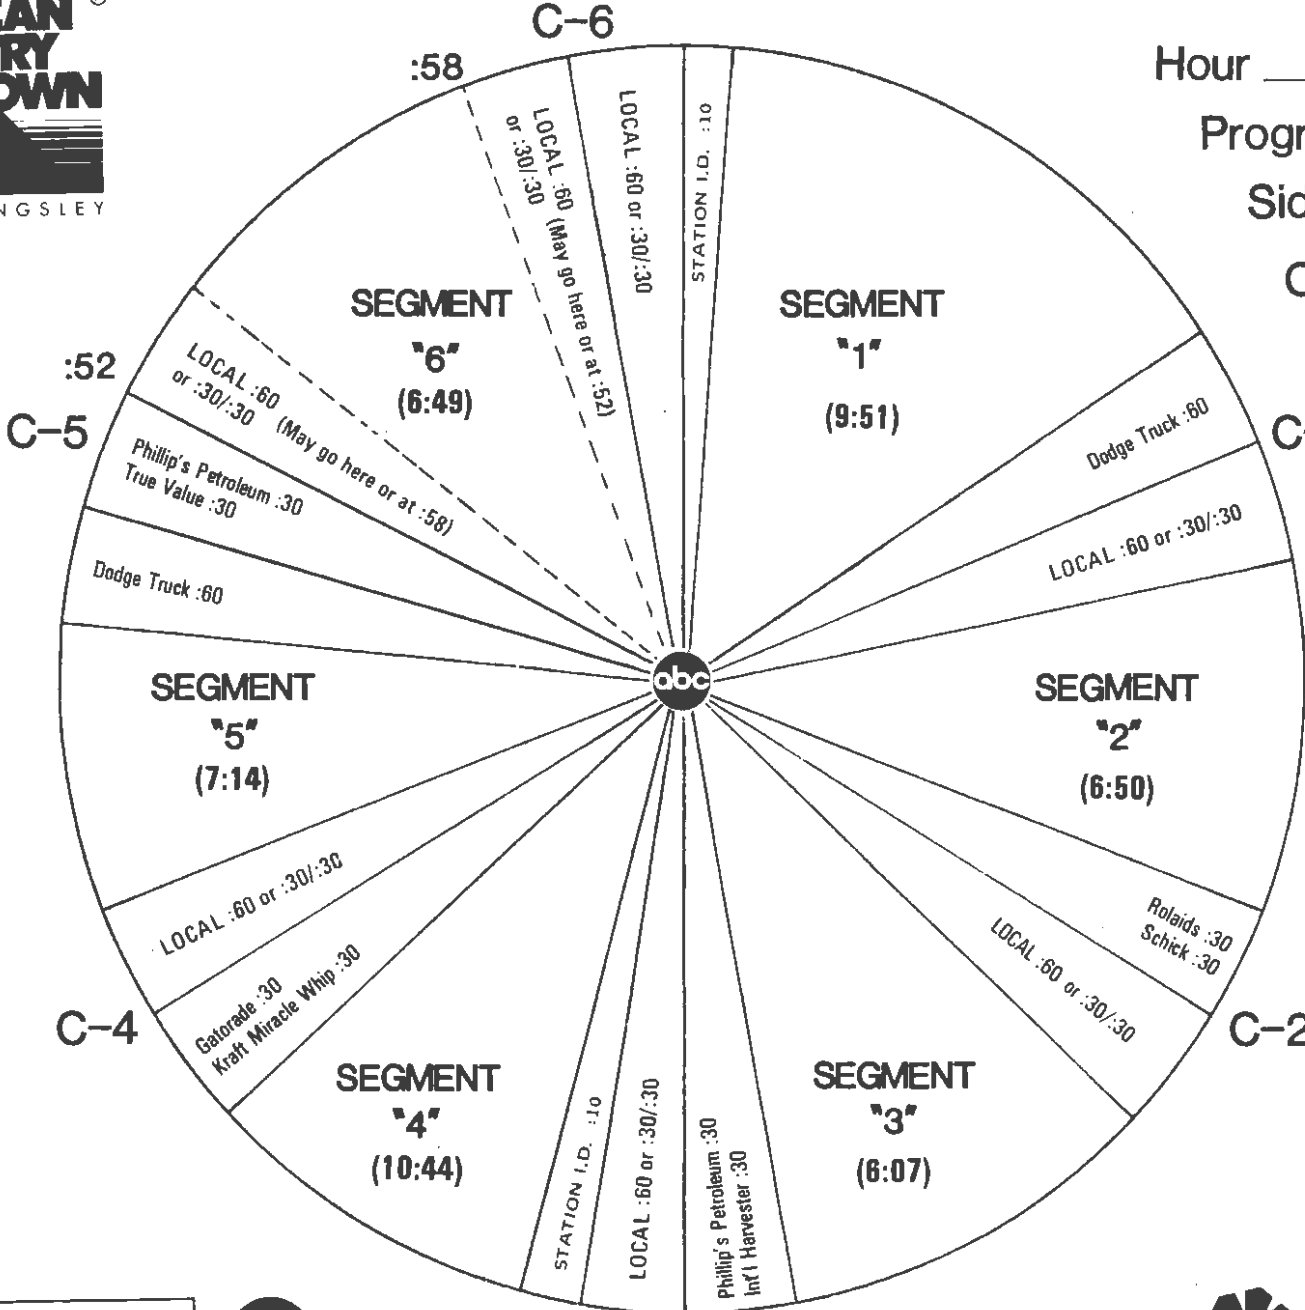 C-6
:58
OWN
NGSLEY
Hour
LOCAL :60
or :30/:30 (May go here or at :52)
LOCAL :60 or :30/:30
STATION I.D. :10
SEGMENT
"1"
(9:51)
Dodge Truck :60
LOCAL :60 or :30/:30
SEGMENT
"2"
(6:50)
Rolaids :30
Schick :30
C-2
LOCAL :60 or :30/:30
SEGMENT
"3"
(6:07)
Phillip's Petroleum :30
Int'l Harvester :30
LOCAL :60 or :30/:30
STATION I.D. :10
SEGMENT
"4"
(10:44)
Gatorade :30
Kraft Miracle Whip :30
C-4
LOCAL :60 or :30/:30
SEGMENT
"5"
(7:14)
Dodge Truck :60
Phillip's Petroleum :30
True Value :30
C-5
:52
LOCAL :60
or :30/:30 (May go here or at :58)
SEGMENT
"6"
(6:49)
abc